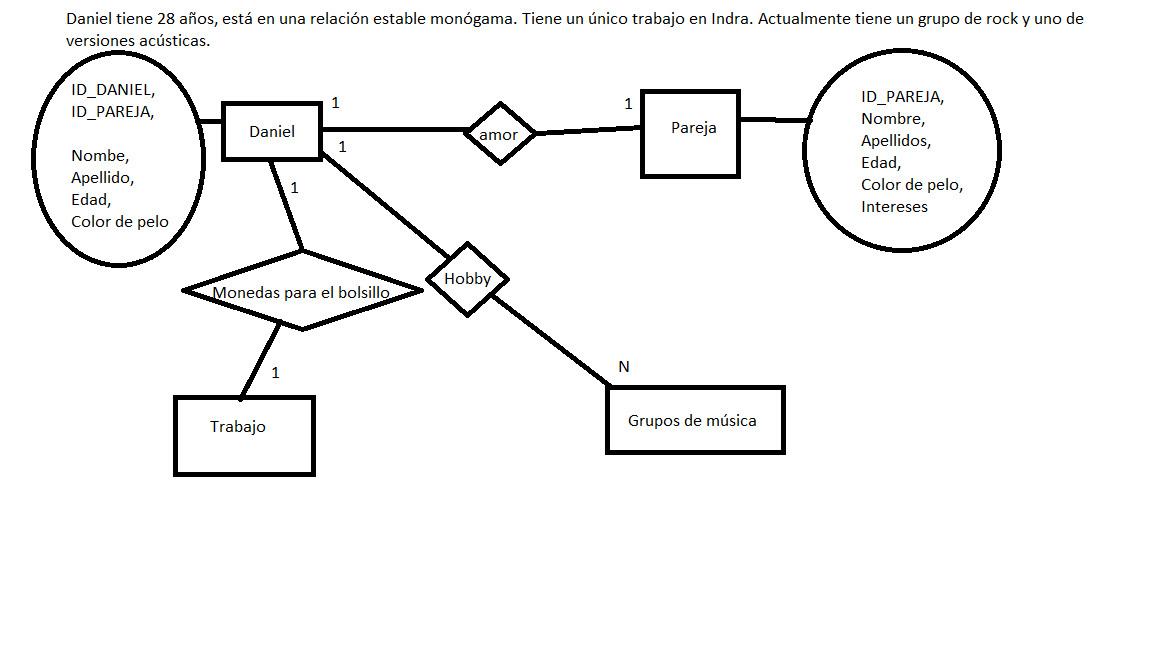 Daniel tiene 28 años, está en una relación estable monógama. Tiene un único trabajo en Indra. Actualmente tiene un grupo de rock y uno de
versiones acústicas.
ID_DANIEL,
ID_PAREJA,
Nombe,
Apellido,
Edad,
Color de pelo
Daniel
1
amor
1
Pareja
ID_PAREJA,
Nombre,
Apellidos,
Edad,
Color de pelo,
Intereses
1
1
Hobby
Monedas para el bolsillo
1
N
Trabajo
Grupos de música